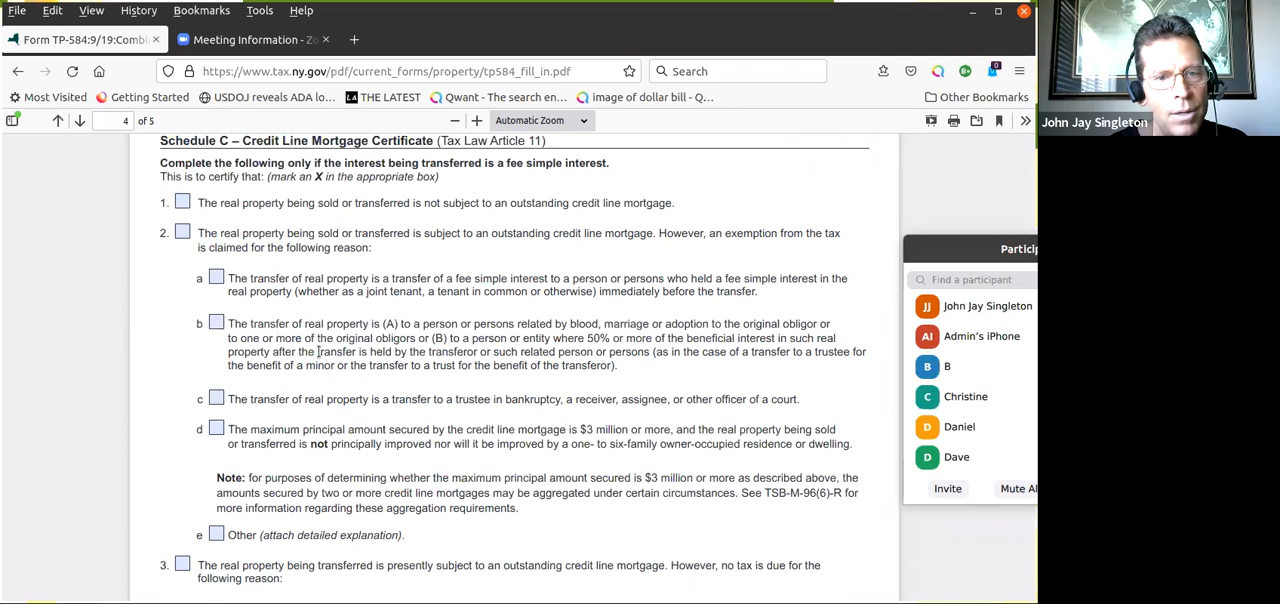 File Edit View History Bookmarks Tools Help
Form TP-584:9/19:Combi
Meeting Information - Zo
https://www.tax.ny.gov/pdf/current_forms/property/tp584_fill_in.pdf
Search
0
B+
Most Visited
Getting Started
USDOJ reveals ADA lo...
LA THE LATEST
Qwant - The search en...
image of dollar bill - Q...
Other Bookmarks
4 of 5
Automatic Zoom
Schedule C – Credit Line Mortgage Certificate (Tax Law Article 11)
Complete the following only if the interest being transferred is a fee simple interest.
This is to certify that: (mark an X in the appropriate box)
1. The real property being sold or transferred is not subject to an outstanding credit line mortgage.
2. The real property being sold or transferred is subject to an outstanding credit line mortgage. However, an exemption from the tax
is claimed for the following reason:
a The transfer of real property is a transfer of a fee simple interest to a person or persons who held a fee simple interest in the
real property (whether as a joint tenant, a tenant in common or otherwise) immediately before the transfer.
b The transfer of real property is (A) to a person or persons related by blood, marriage or adoption to the original obligor or
to one or more of the original obligors or (B) to a person or entity where 50% or more of the beneficial interest in such real
property after the transfer is held by the transferor or such related person or persons (as in the case of a transfer to a trustee for
the benefit of a minor or the transfer to a trust for the benefit of the transferor).
c The transfer of real property is a transfer to a trustee in bankruptcy, a receiver, assignee, or other officer of a court.
d The maximum principal amount secured by the credit line mortgage is $3 million or more, and the real property being sold
or transferred is not principally improved nor will it be improved by a one- to six-family owner-occupied residence or dwelling.
Note: for purposes of determining whether the maximum principal amount secured is $3 million or more as described above, the
amounts secured by two or more credit line mortgages may be aggregated under certain circumstances. See TSB-M-96(6)-R for
more information regarding these aggregation requirements.
e Other (attach detailed explanation).
3. The real property being transferred is presently subject to an outstanding credit line mortgage. However, no tax is due for the
following reason:
Particip
Find a participant
JJ John Jay Singleton
AI Admin's iPhone
B B
C Christine
D Daniel
D Dave
Invite
Mute Al
John Jay Singleton